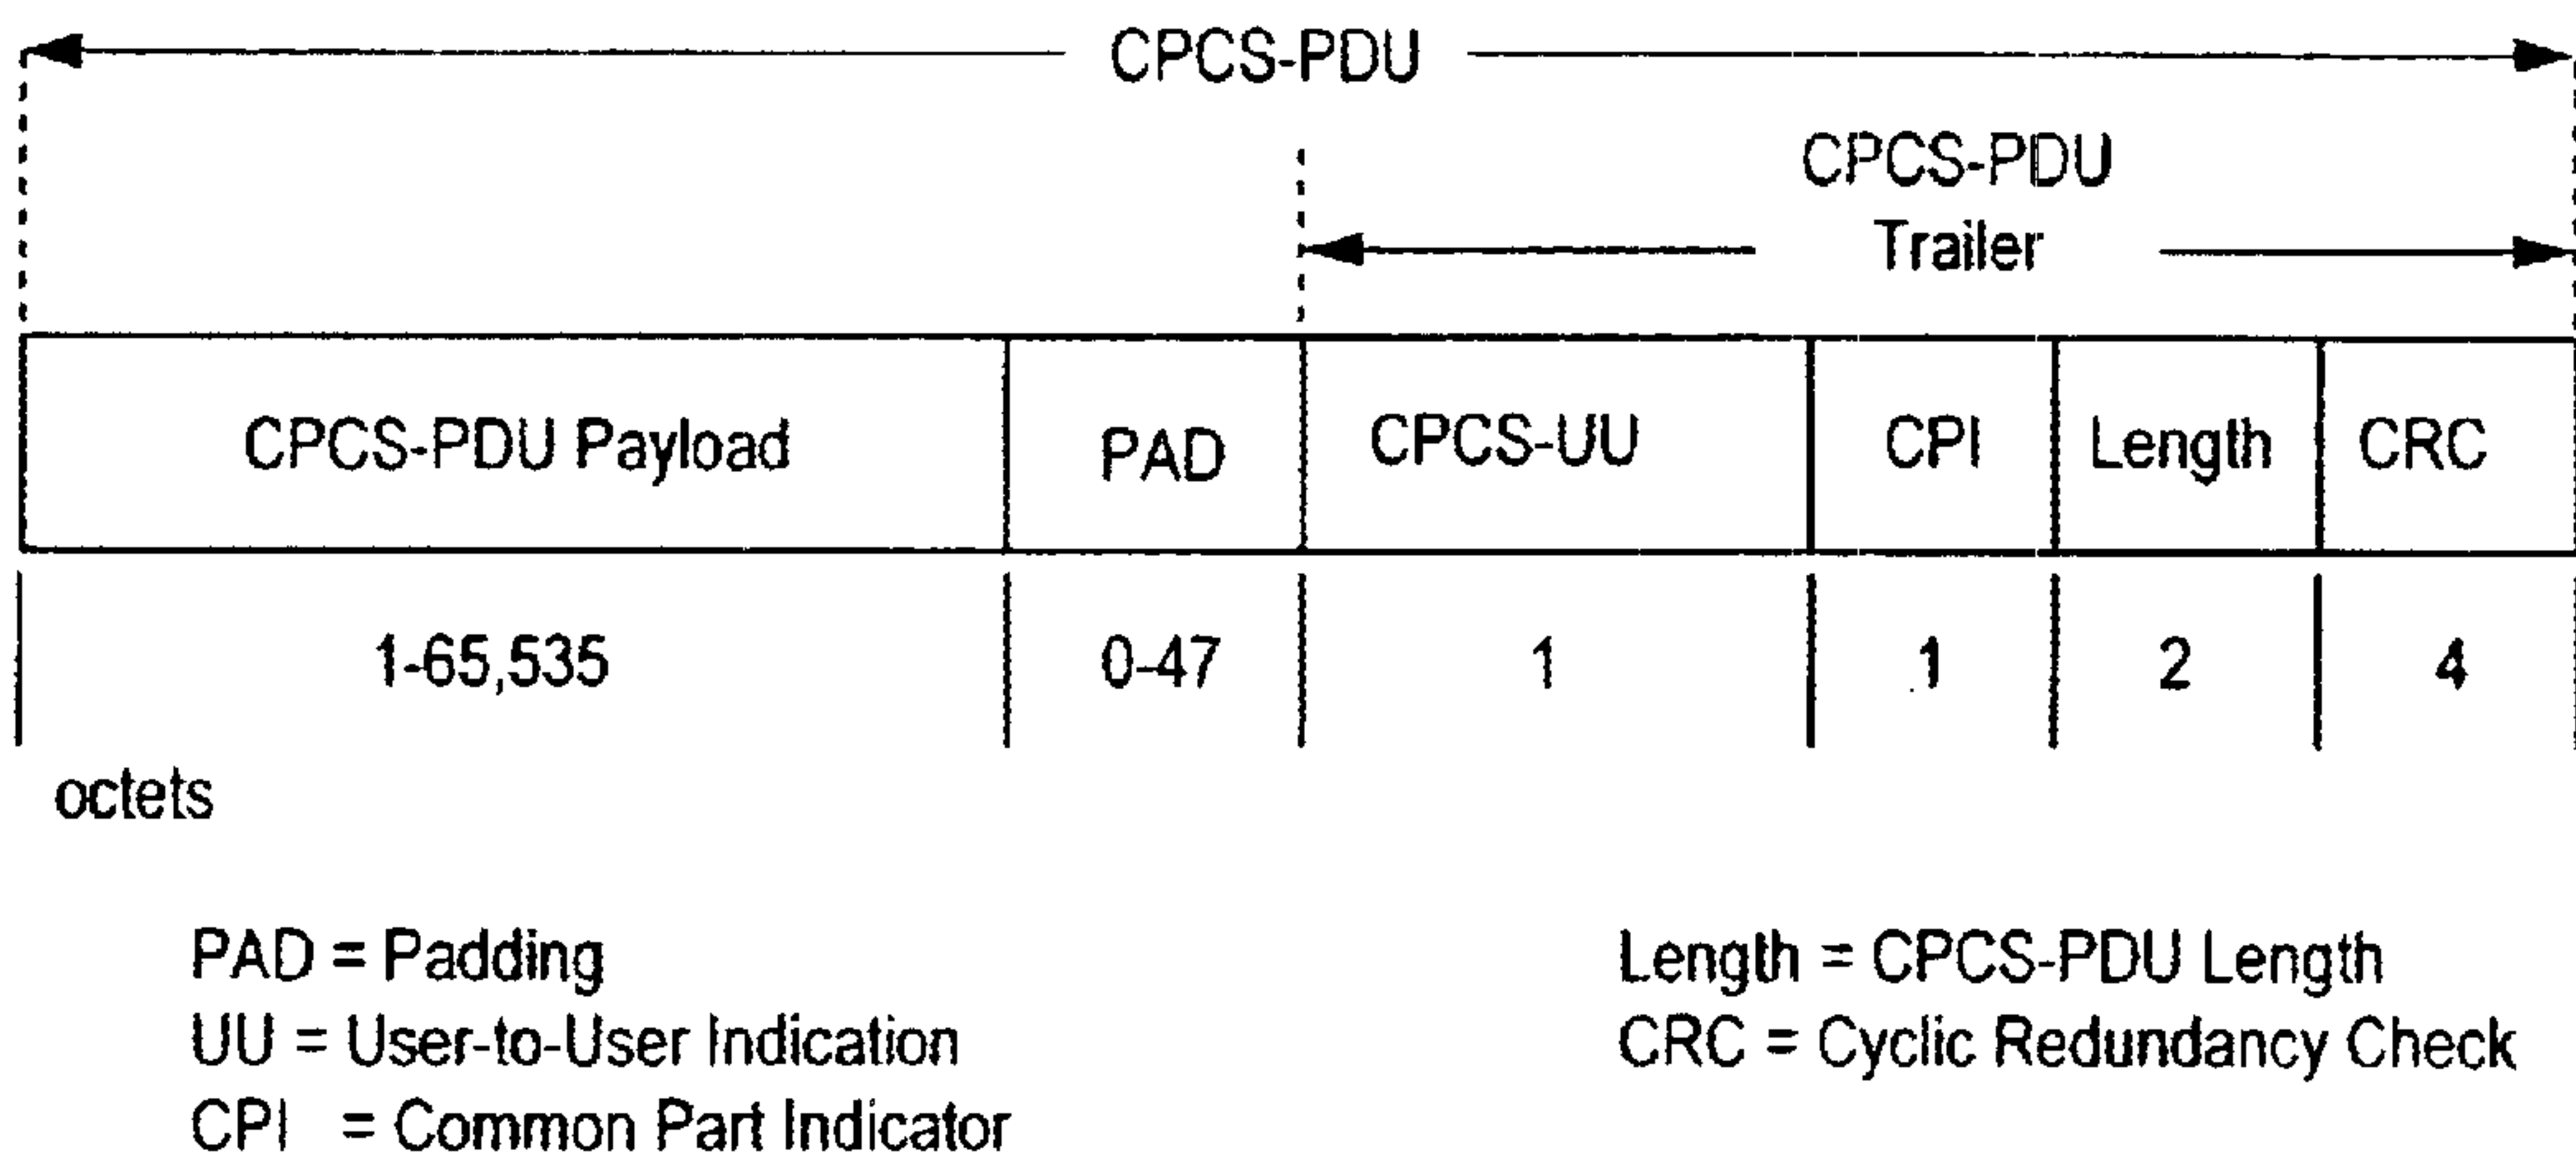 CPCS-PDU
CPCS-PDU
Trailer
CPCS-PDU Payload PAD CPCS-UU CPI Length CRC
1-65,535 0-47 1 1 2 4
octets
PAD = Padding
UU = User-to-User Indication
CPI = Common Part Indicator
Length = CPCS-PDU Length
CRC = Cyclic Redundancy Check